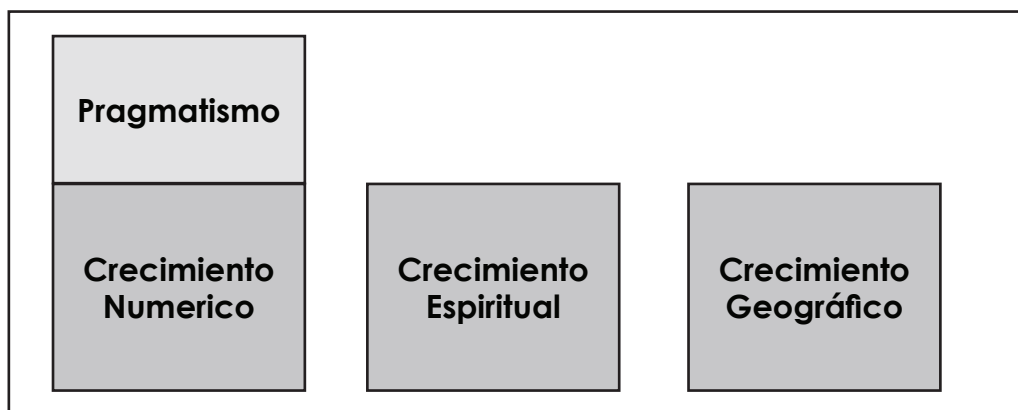 Pragmatismo
Crecimiento
Numerico
Crecimiento
Espiritual
Crecimiento
Geográfico